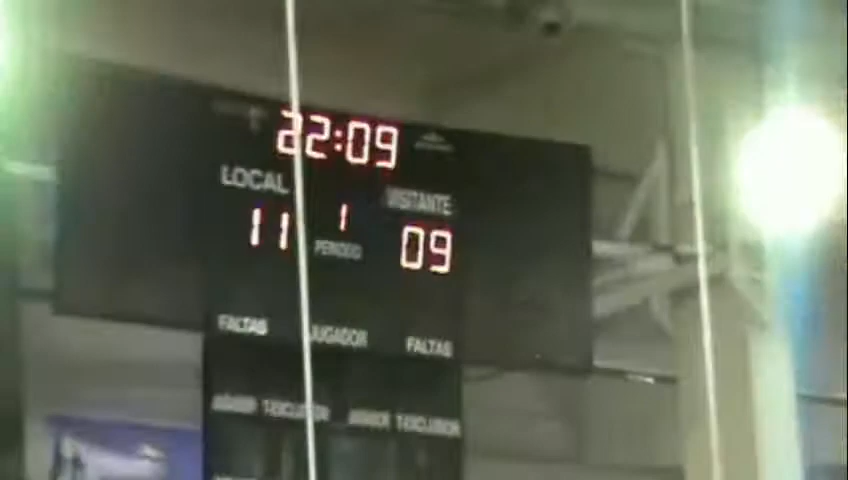 22:09
LOCAL VISITANTE
11 1 09
PERIODO
FALTAS JUGADOR FALTAS